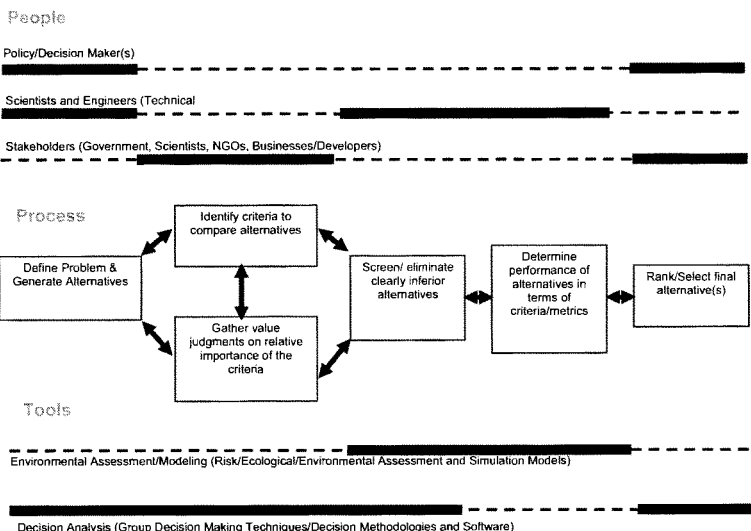 People
Policy/Decision Maker(s)
Scientists and Engineers (Technical
Stakeholders (Government, Scientists, NGOs, Businesses/Developers)
Process
Define Problem &
Generate Alternatives
Identify criteria to
compare alternatives
Gather value
judgments on relative
importance of the
criteria
Screen/ eliminate
clearly inferior
alternatives
Determine
performance of
alternatives in
terms of
criteria/metrics
Rank/Select final
alternative(s)
Tools
Environmental Assessment/Modeling (Risk/Ecological/Environmental Assessment and Simulation Models)
Decision Analysis (Group Decision Making Techniques/Decision Methodologies and Software)